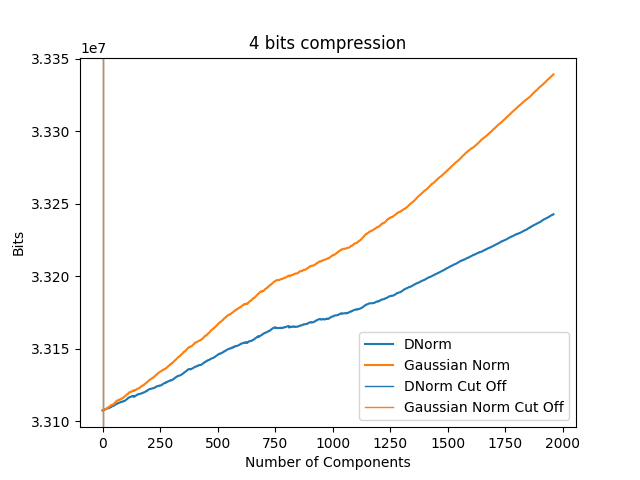 4 bits compression
1e7
3.335
3.330
3.325
3.320
3.315
3.310
Bits
0
250
500
750
1000
1250
1500
1750
2000
Number of Components
DNorm
Gaussian Norm
DNorm Cut Off
Gaussian Norm Cut Off